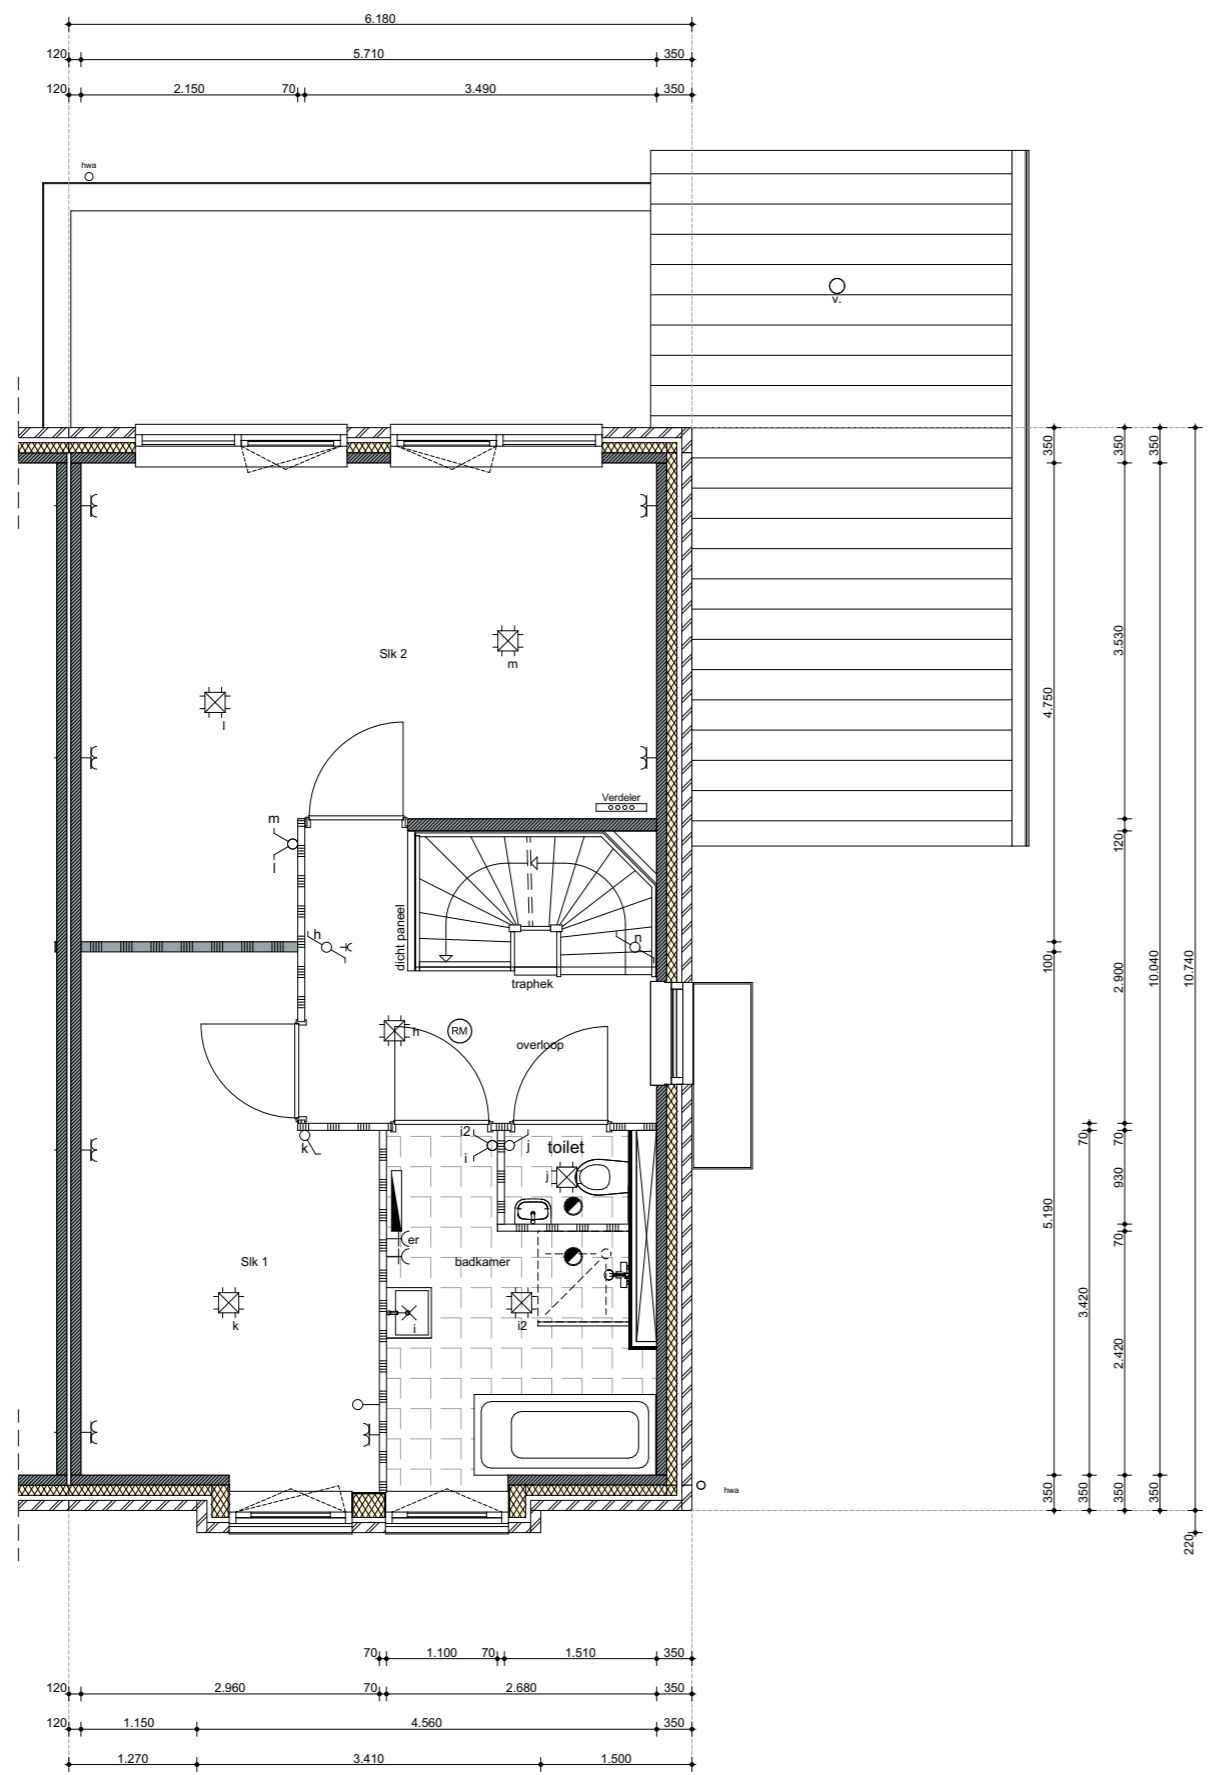 6.180
120 5.710 350
120 2.150 70 3.490 350
hwa
v.
350 350 350
Slk 2
m
l
3.530
4.750
Verdeler
m
l
120
h
dicht paneel
n
traphek
100 2.900 10.040 10.740
h
RM
overloop
k
i2
i
j
toilet
j
70 70
930
er
5.190
70
Slk 1
badkamer
k
i
i2
3.420
2.420
hwa
350 350 350 350
220
70 1.100 70 1.510 350
120 2.960 70 2.680 350
120 1.150 4.560 350
1.270 3.410 1.500